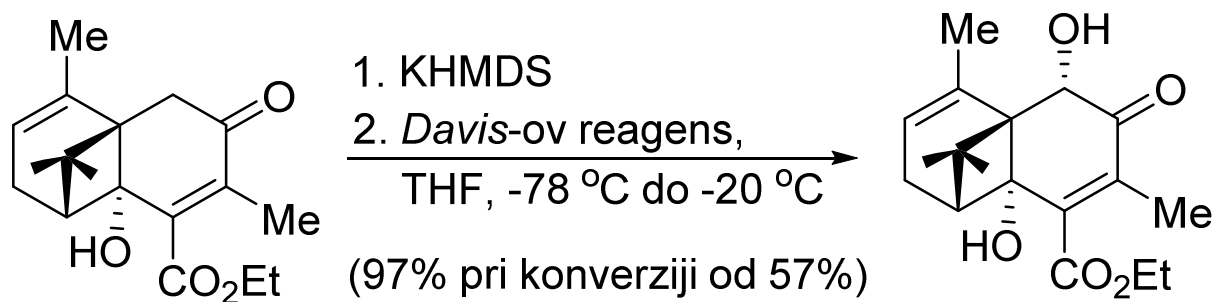 Me
O
HO
Me
CO₂Et
1. KHMDS
2. Davis-ov reagens,
THF, -78 °C do -20 °C
(97% pri konverziji od 57%)
Me
OH
O
HO
Me
CO₂Et